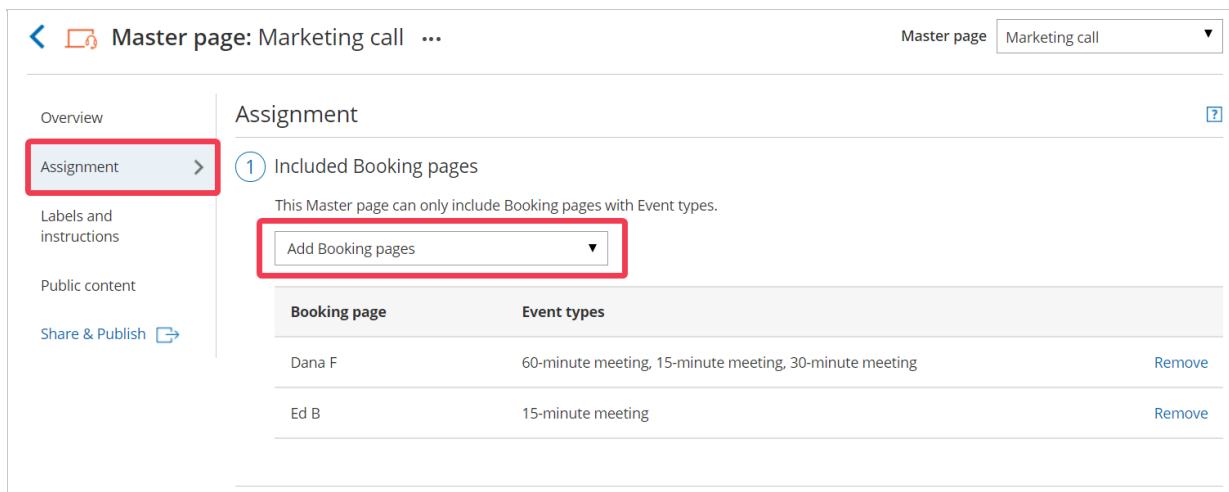 Master page: Marketing call ...
Master page Marketing call
Overview
Assignment
Labels and
instructions
Public content
Share & Publish
Assignment
?
1 Included Booking pages
This Master page can only include Booking pages with Event types.
Add Booking pages
Booking page Event types
Dana F 60-minute meeting, 15-minute meeting, 30-minute meeting Remove
Ed B 15-minute meeting Remove